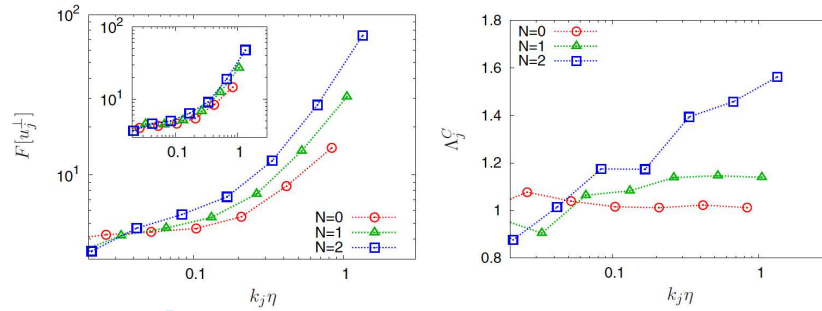 10²
F[u_j^⊥]
10¹
0.1
1
k_jη
N=0
N=1
N=2
10²
10¹
0.1
1
Λ_j^C
1.8
1.6
1.4
1.2
1
0.8
0.1
1
k_jη
N=0
N=1
N=2